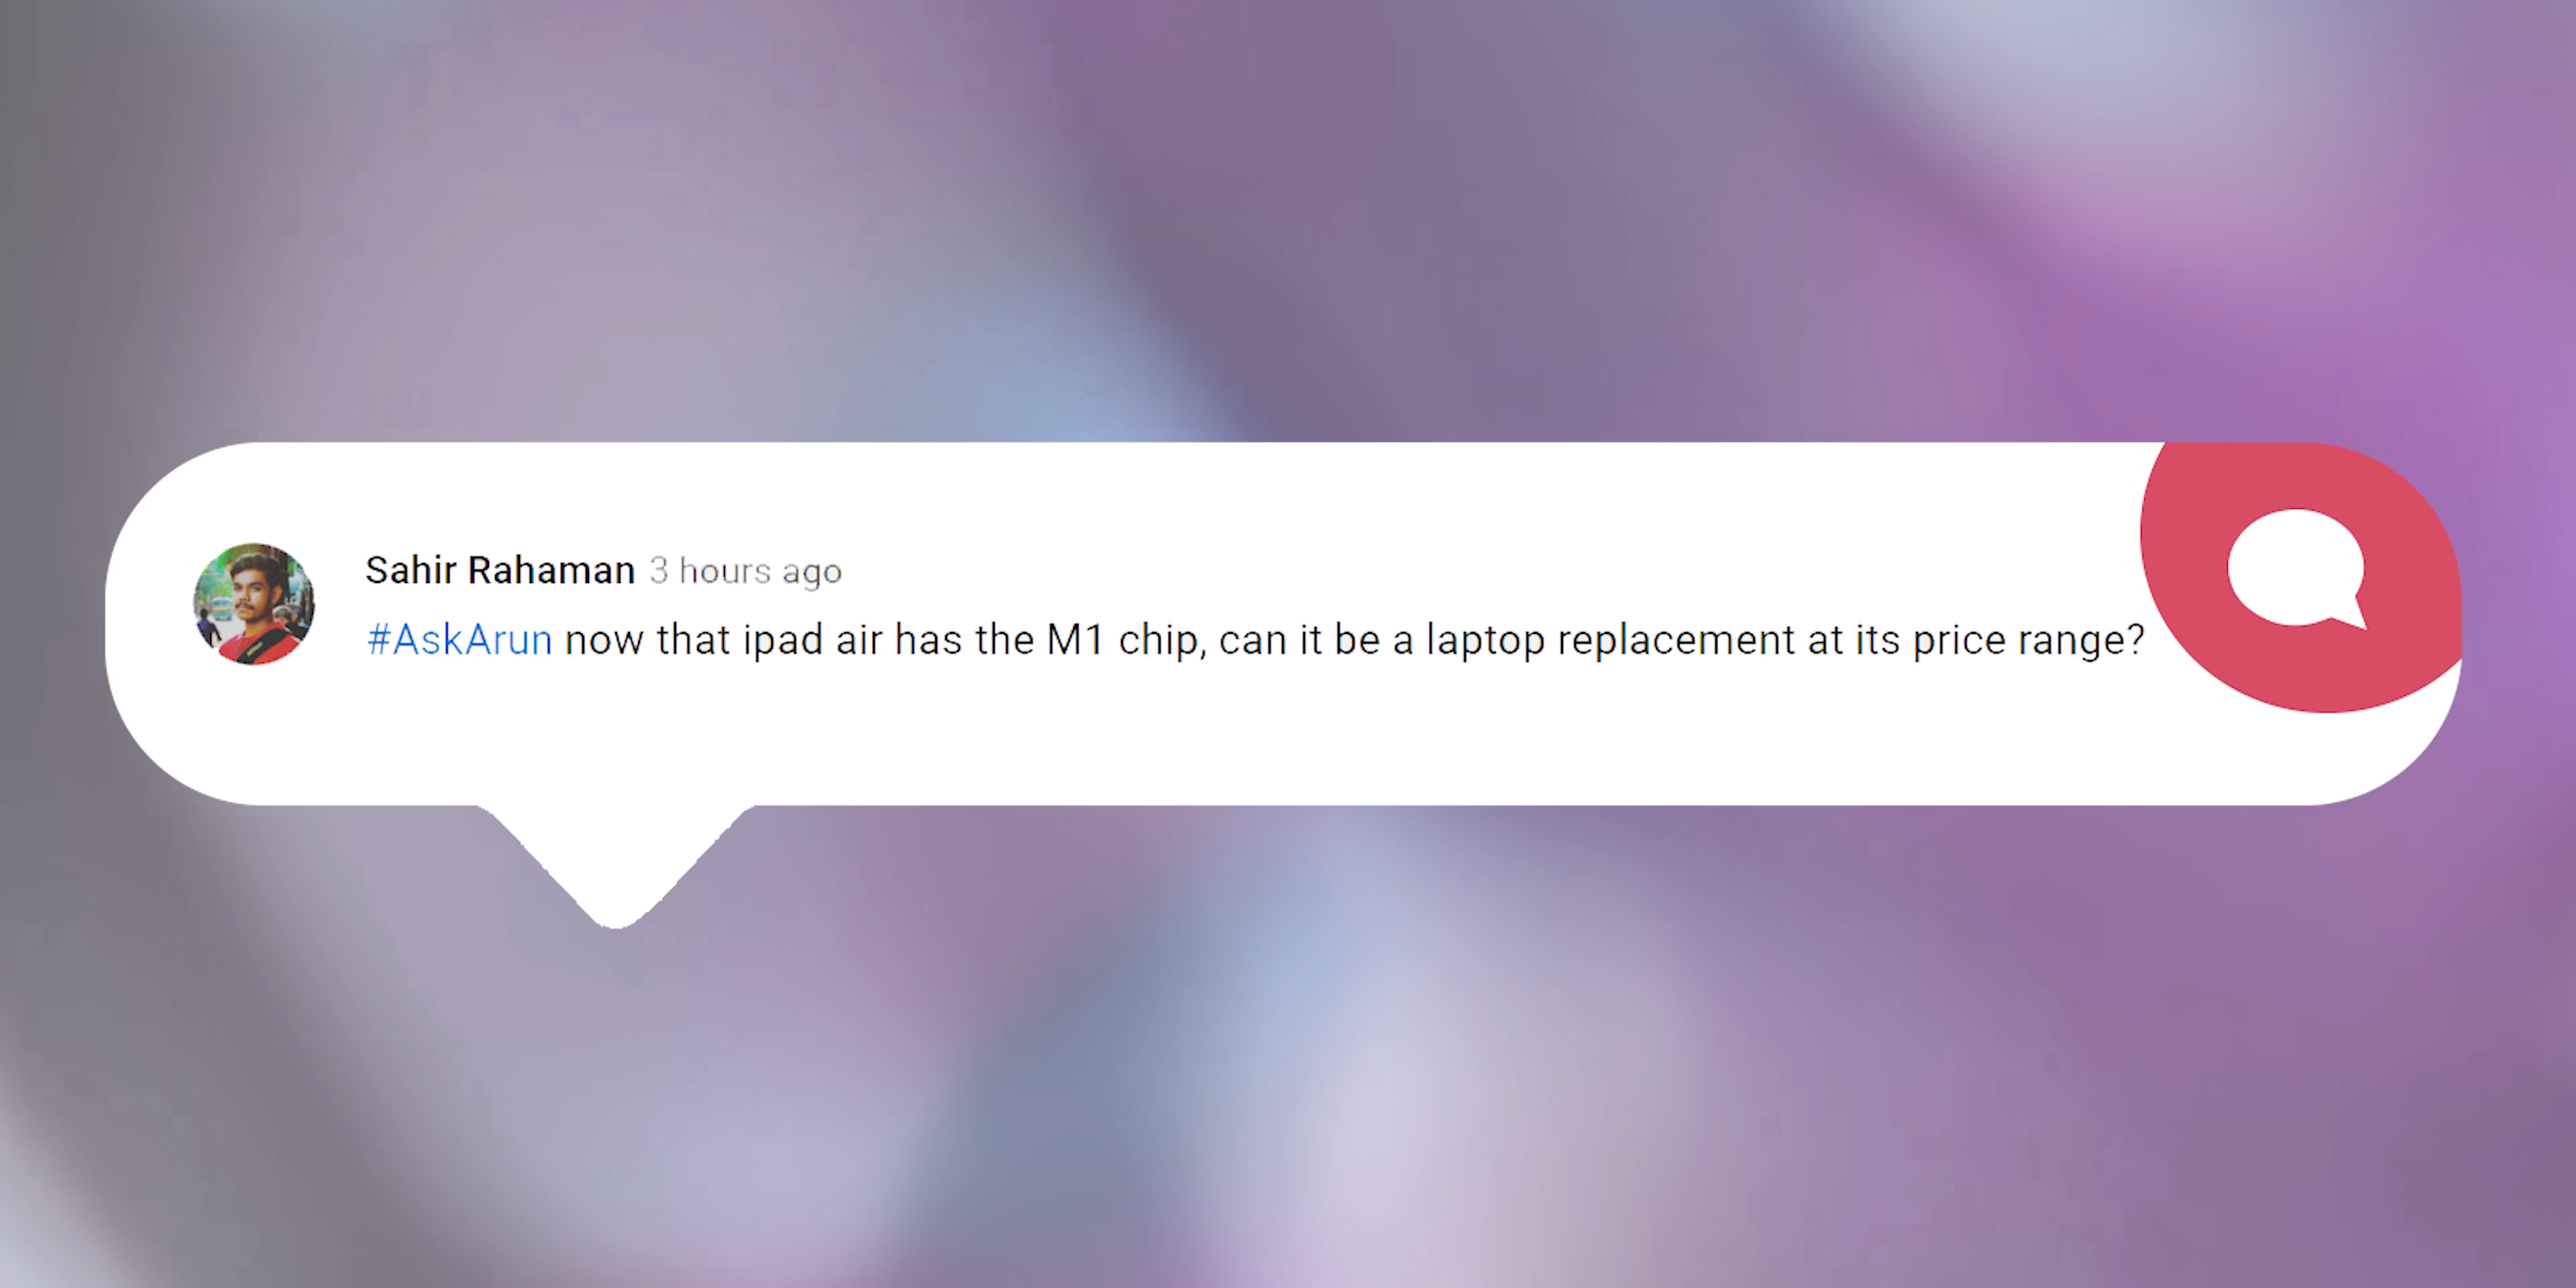 Sahir Rahaman 3 hours ago
#AskArun now that ipad air has the M1 chip, can it be a laptop replacement at its price range?